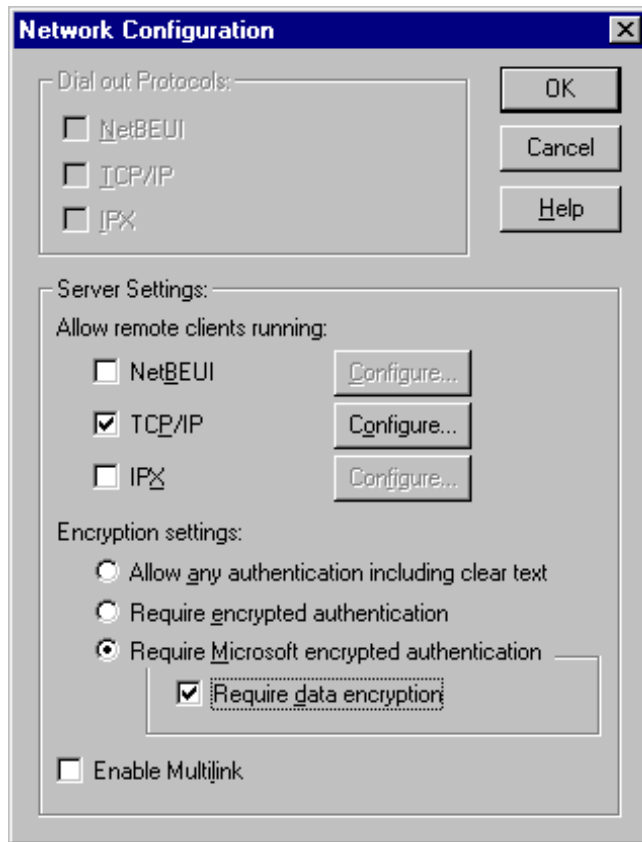 Network Configuration
Dial out Protocols:
OK
NetBEUI
Cancel
TCP/IP
Help
IPX
Server Settings:
Allow remote clients running:
NetBEUI Configure...
TCP/IP Configure...
IPX Configure...
Encryption settings:
Allow any authentication including clear text
Require encrypted authentication
Require Microsoft encrypted authentication
Require data encryption
Enable Multilink